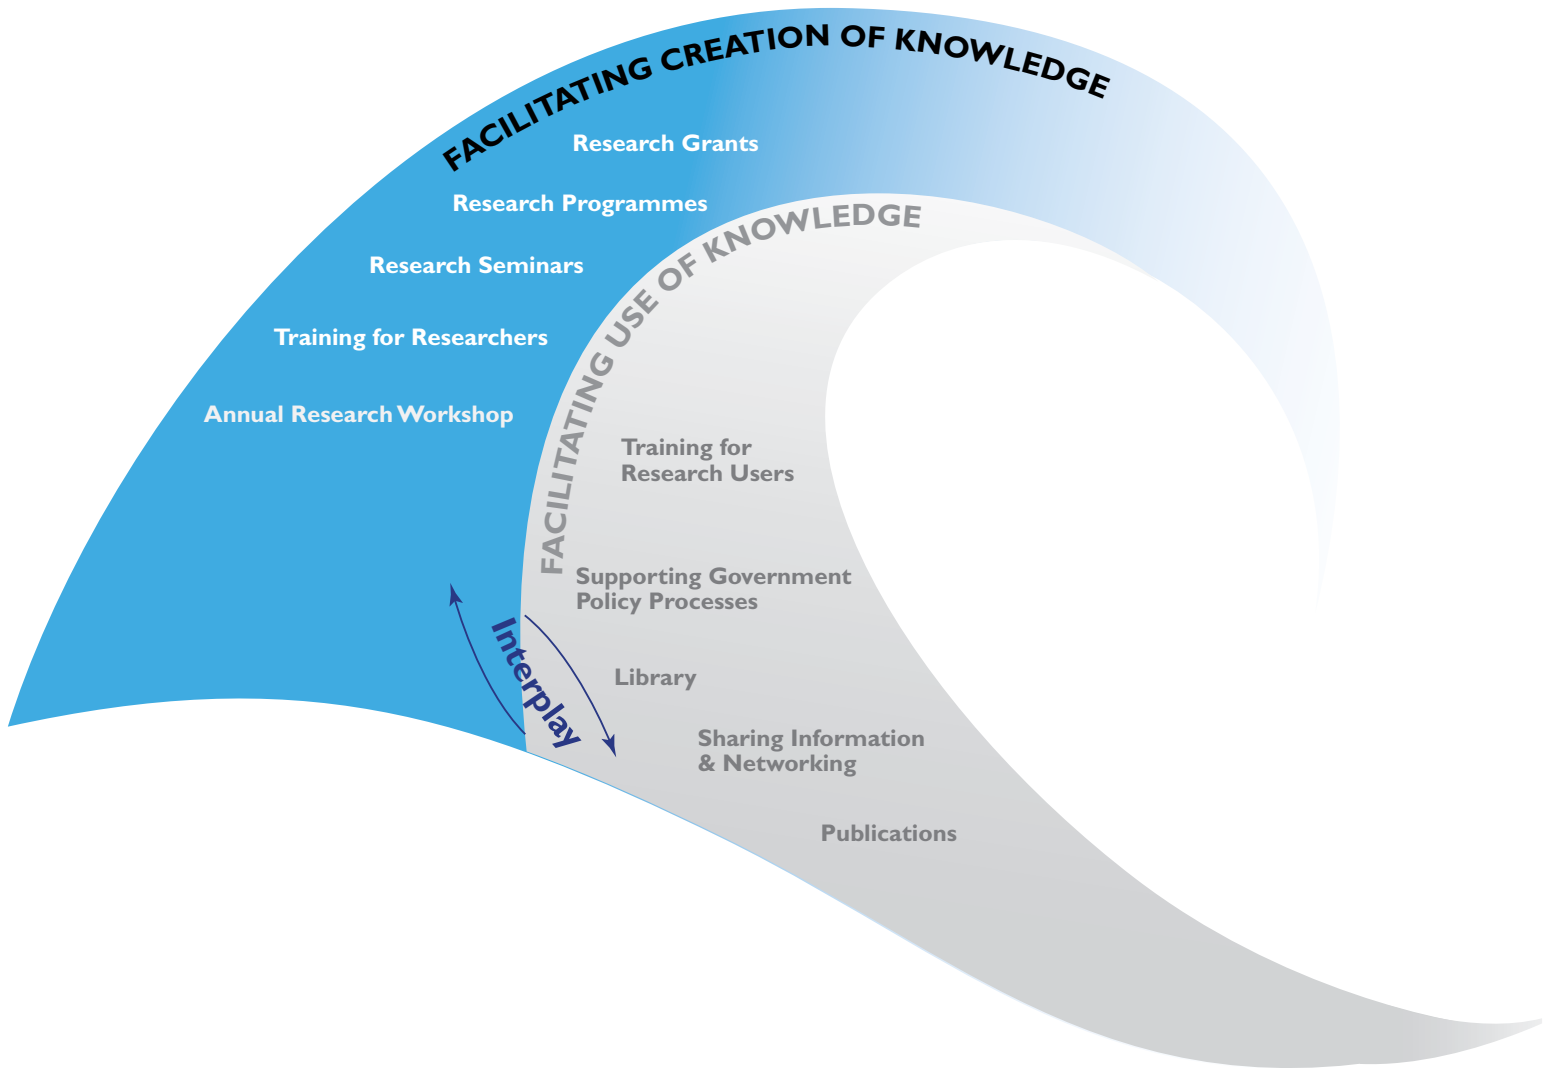 FACILITATING CREATION OF KNOWLEDGE
Research Grants
Research Programmes
Research Seminars
Training for Researchers
Annual Research Workshop
FACILITATING USE OF KNOWLEDGE
Training for
Research Users
Supporting Government
Policy Processes
Library
Sharing Information
& Networking
Publications
Interplay